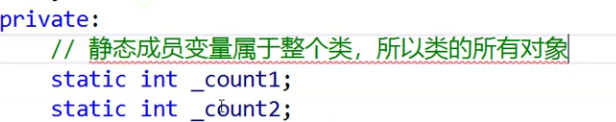 private:
// 静态成员变量属于整个类，所以类的所有对象
static int _count1;
static int _count2;